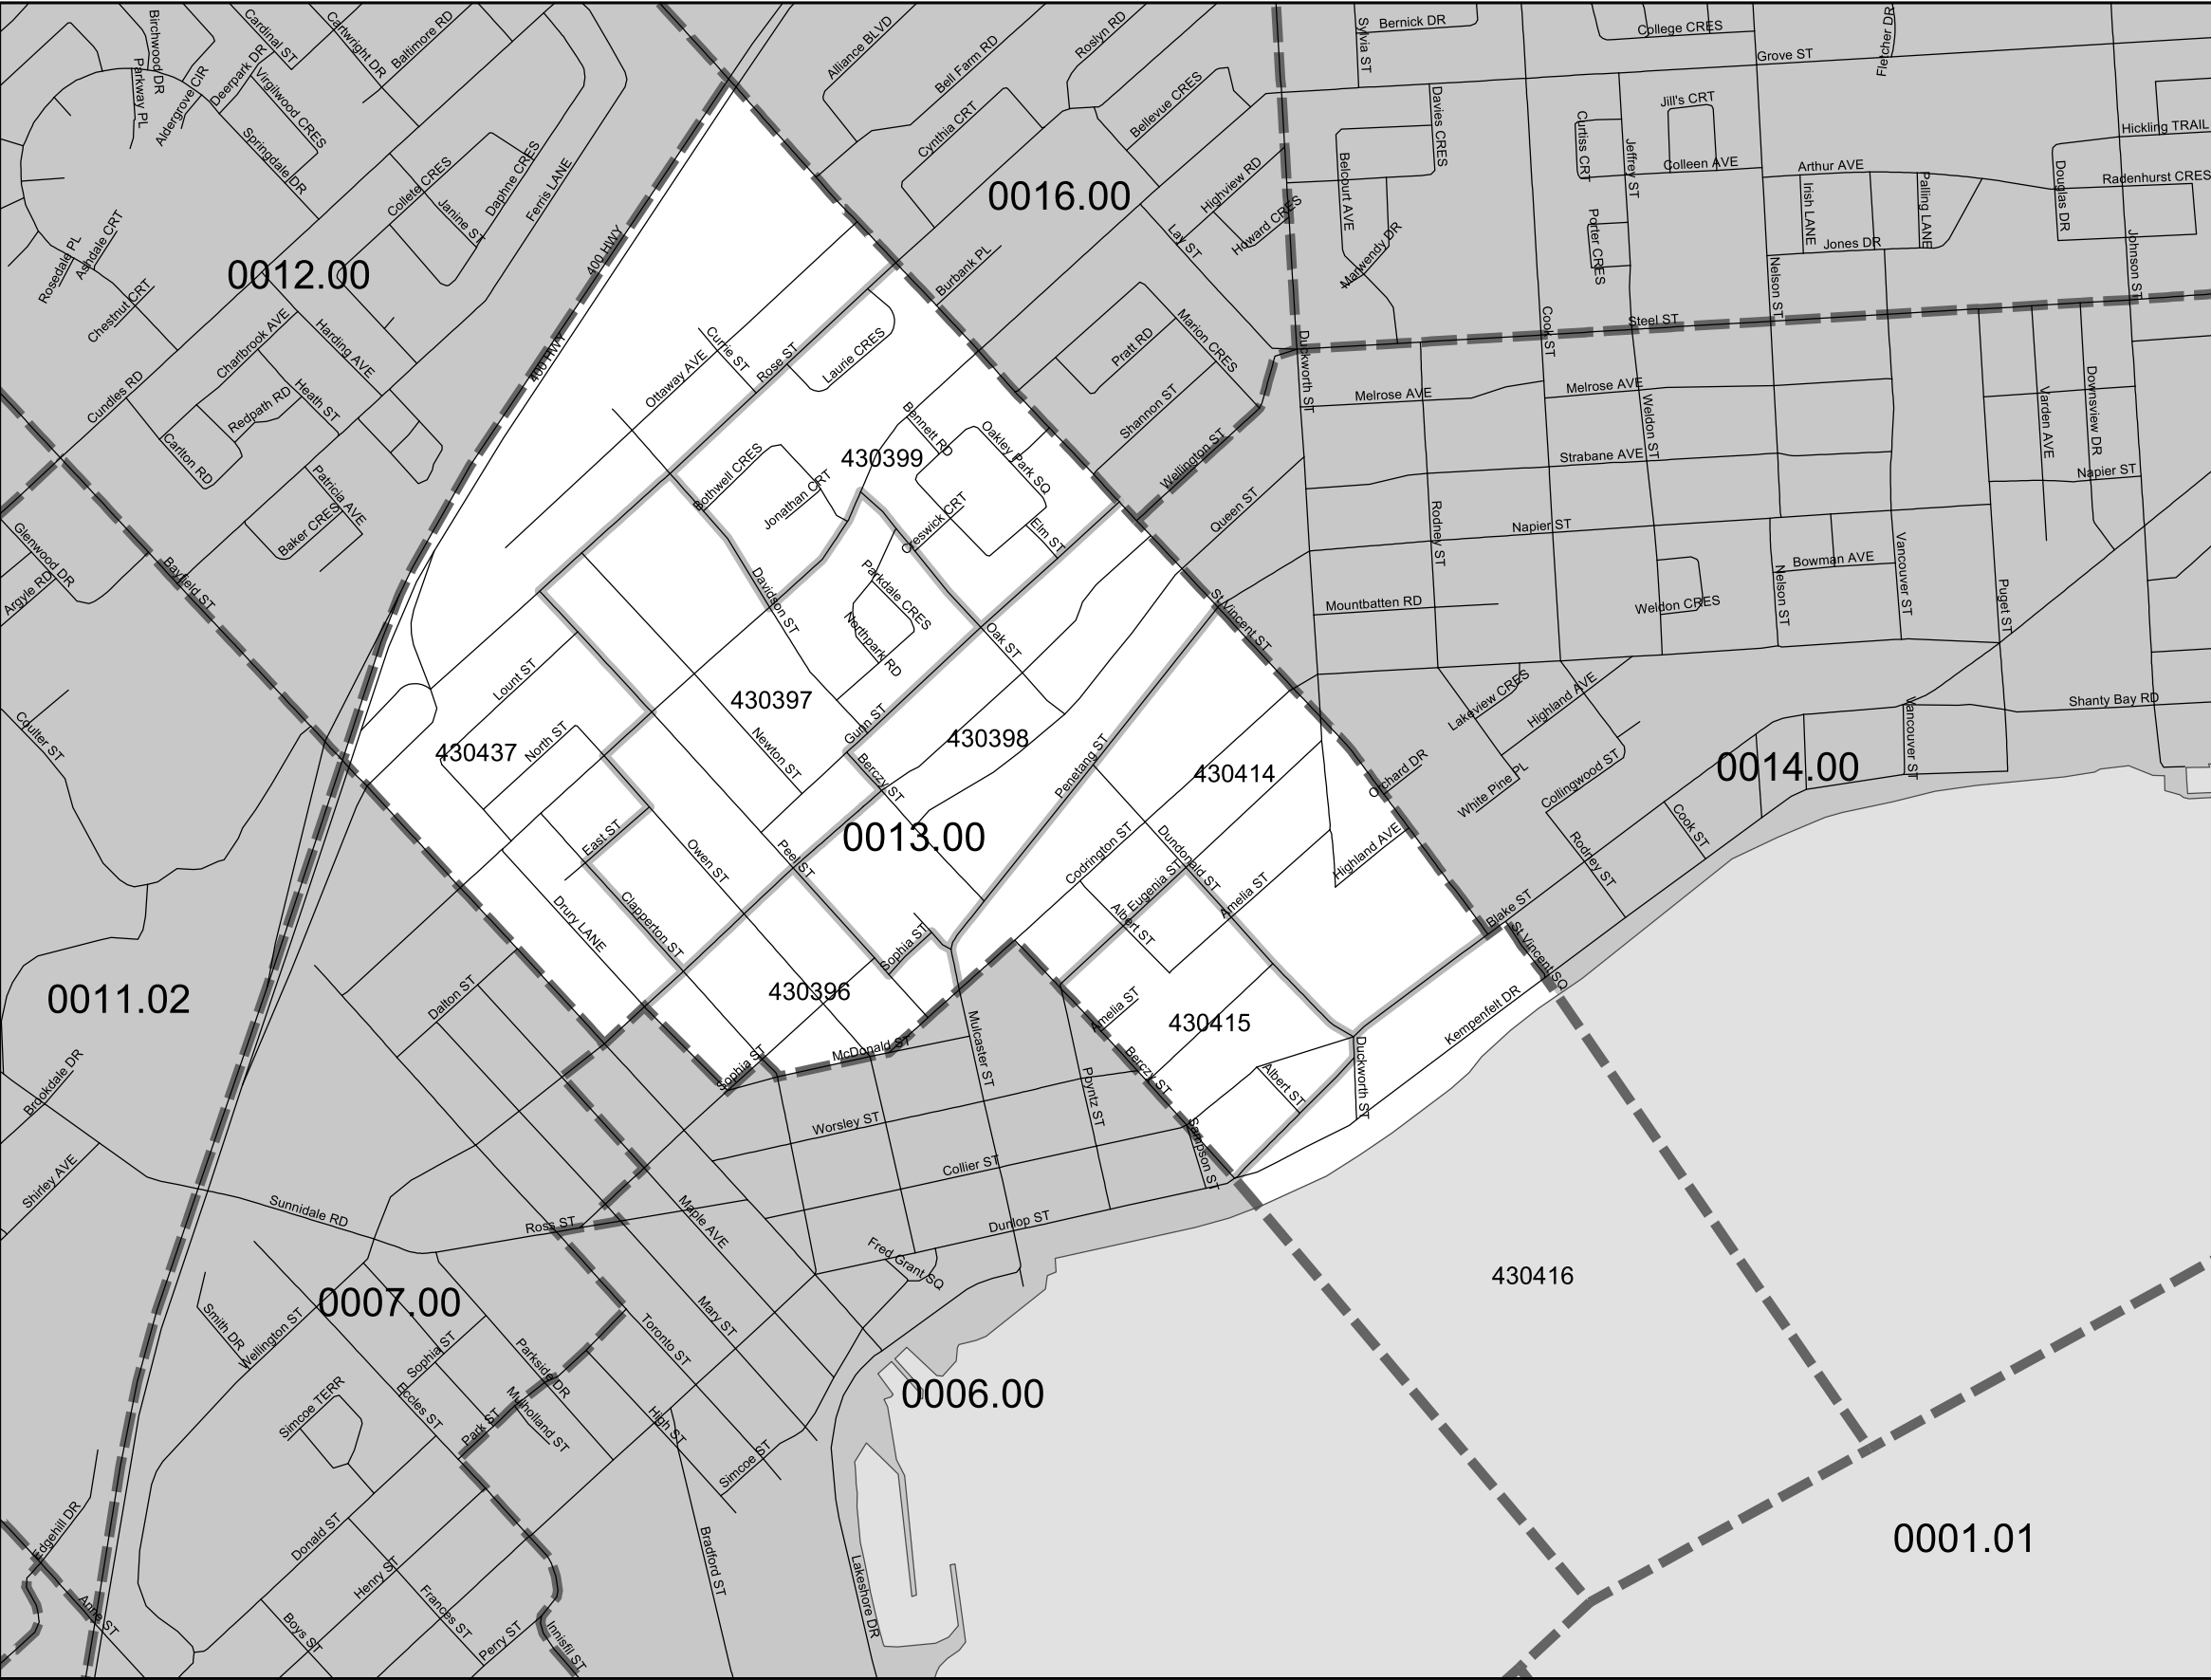 Birchwood DR
Cardinal ST
Cartwright DR
Baltimore RD
Alliance BLVD
Bell Farm RD
Roslyn RD
Sylvia ST
Bernick DR
College CRES
Fletcher DR
Grove ST
Parkway PL
Aldergrove CIR
Deerpark DR
Virgilwood CRES
Springdale DR
Cynthia CRT
Bellevue CRES
Davies CRES
Curtiss CRT
Jeffrey ST
Jill's CRT
Colleen AVE
Arthur AVE
Hickling TRAIL
Radenhurst CRES
Douglas DR
Collete CRES
Janine ST
Daphne CRES
Ferris LANE
0016.00
Highview RD
Howard CRES
Lay ST
Belcourt AVE
Marwendy DR
Porter CRES
Irish LANE
Palling LANE
Jones DR
Johnson ST
Nelson ST
Rosedale PL
Ashdale CRT
Chestnut CRT
0012.00
400 HWY
400 HWY
Burbank PL
Cook ST
Steel ST
Charlbrook AVE
Harding AVE
Cundles RD
Redpath RD
Heath ST
Carlton RD
Ottaway AVE
Currie ST
Rose ST
Laurie CRES
Pratt RD
Marion CRES
Shannon ST
Duckworth ST
Melrose AVE
Melrose AVE
Weldon ST
Varden AVE
Downsview DR
Bennett RD
Oakley Park SQ
430399
Wellington ST
Strabane AVE
Napier ST
Patricia AVE
Baker CRES
Bothwell CRES
Jonathan CRT
Creswick CRT
Elm ST
Queen ST
Rodney ST
Napier ST
Bowman AVE
Vancouver ST
Glenwood DR
Argyle RD
Bayfield ST
Davidson ST
Parkdale CRES
Northpark RD
Oak ST
St Vincent ST
Mountbatten RD
Weldon CRES
Nelson ST
Puget ST
Lount ST
430397
Gunn ST
430398
Newton ST
Berczy ST
Penetang ST
Lakeview CRES
Highland AVE
Vancouver ST
Shanty Bay RD
Coulter ST
430437
North ST
430414
Orchard DR
White Pine PL
Collingwood ST
0014.00
East ST
0013.00
Peel ST
Owen ST
Codrington ST
Dundonald ST
Eugenia ST
Amelia ST
Albert ST
Highland AVE
Cook ST
Rodney ST
Drury LANE
Clapperton ST
Sophia ST
Blake ST
St Vincent SQ
0011.02
Dalton ST
430396
Amelia ST
430415
Kempenfelt DR
McDonald ST
Mulcaster ST
Sophia ST
Berczy ST
Albert ST
Duckworth ST
Brookdale DR
Worsley ST
Poyntz ST
Sampson ST
Shirley AVE
Collier ST
Sunnidale RD
Ross ST
Maple AVE
Dunlop ST
Fred Grant SQ
430416
0007.00
Smith DR
Wellington ST
Sophia ST
Parkside DR
Toronto ST
Mary ST
0006.00
Simcoe TERR
Eccles ST
Park ST
Mulholland ST
High ST
Simcoe ST
Edgehill DR
Donald ST
Henry ST
Bradford ST
Lakeshore DR
0001.01
Anne ST
Boys ST
Frances ST
Perry ST
Innisfil ST